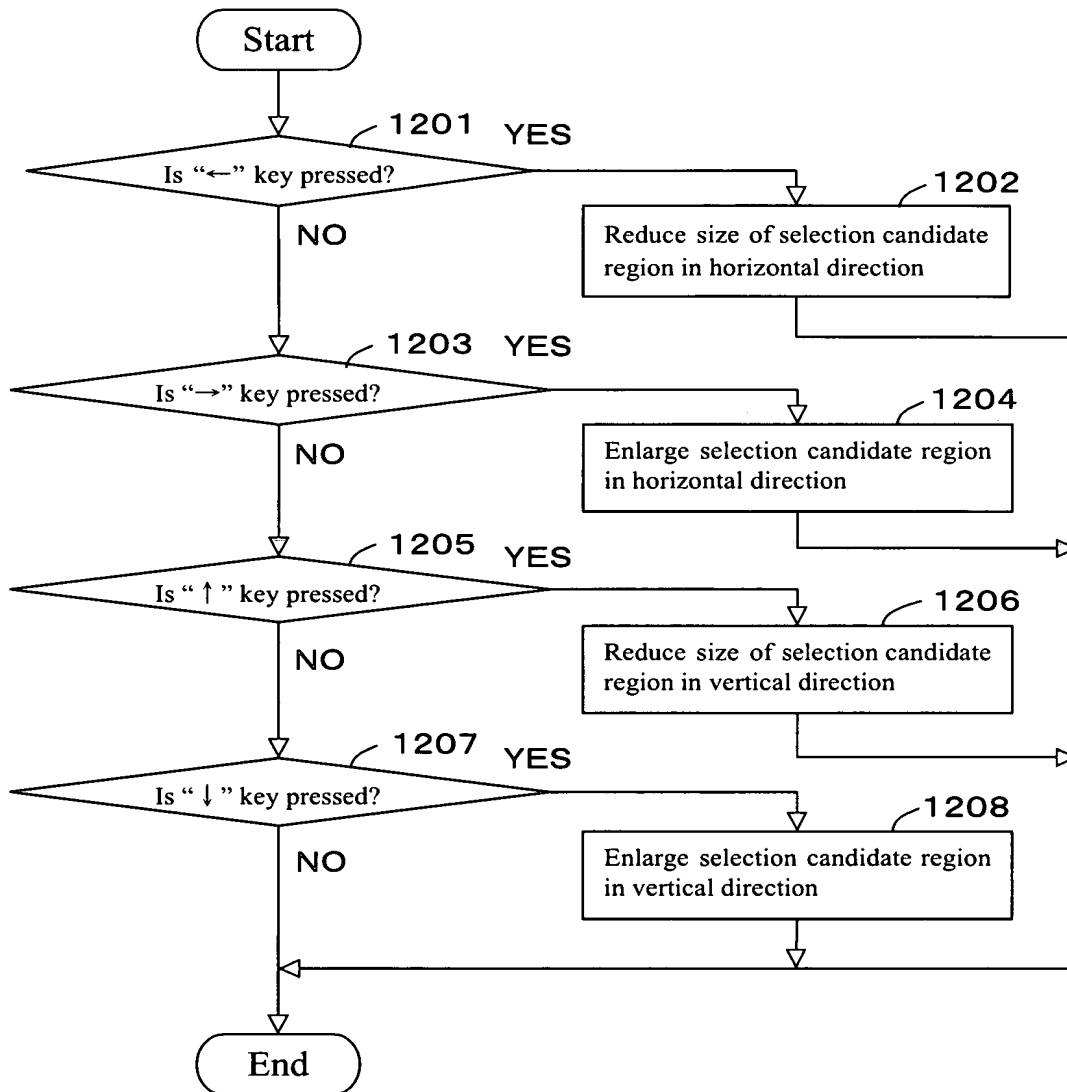 Start
1201
YES
Is “←” key pressed?
1202
NO
Reduce size of selection candidate
region in horizontal direction
1203
YES
Is “→” key pressed?
1204
NO
Enlarge selection candidate region
in horizontal direction
1205
YES
Is “↑” key pressed?
1206
NO
Reduce size of selection candidate
region in vertical direction
1207
YES
Is “↓” key pressed?
1208
NO
Enlarge selection candidate region
in vertical direction
End